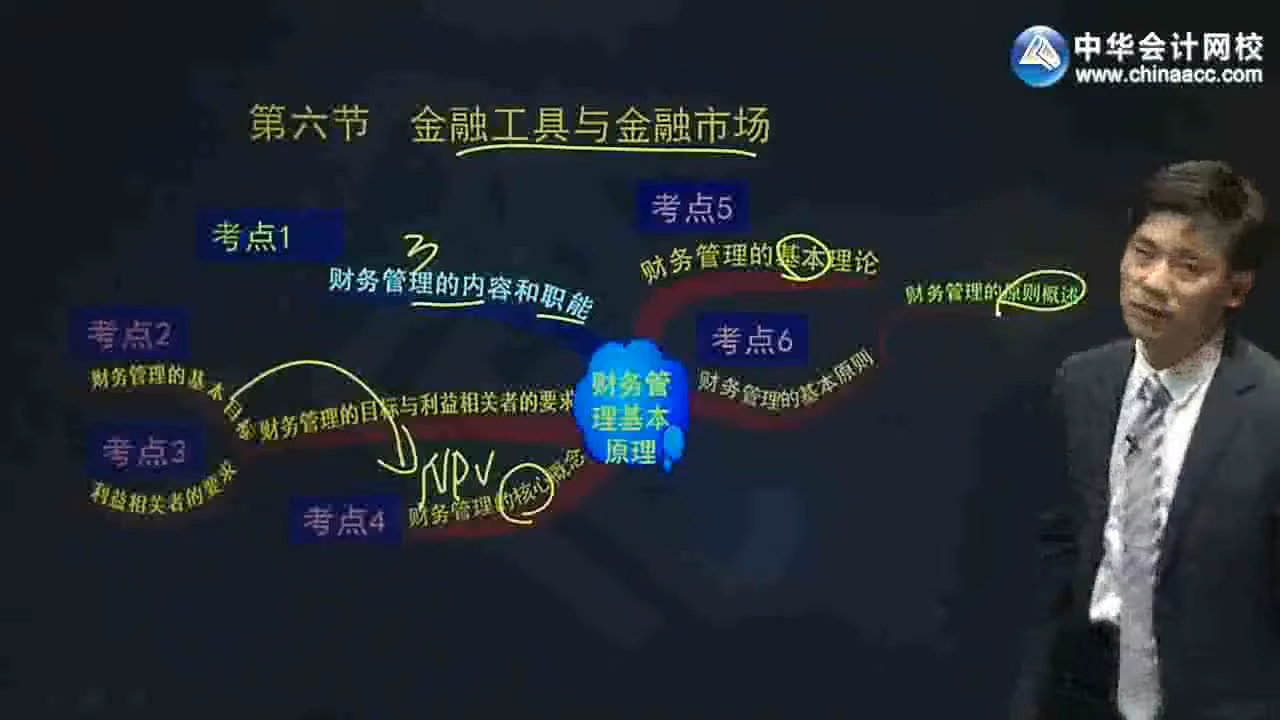 中华会计网校
www.chinaacc.com
第六节 金融工具与金融市场
考点1
3
财务管理的内容和职能
考点5
财务管理的基本理论
考点6
财务管理的基本原则
财务管理的原则概述
考点2
财务管理的基本目标
财务管理的目标与利益相关者的要求
考点3
利益相关者的要求
NPV
考点4
财务管理的核心概念
财务管
理基本
原理